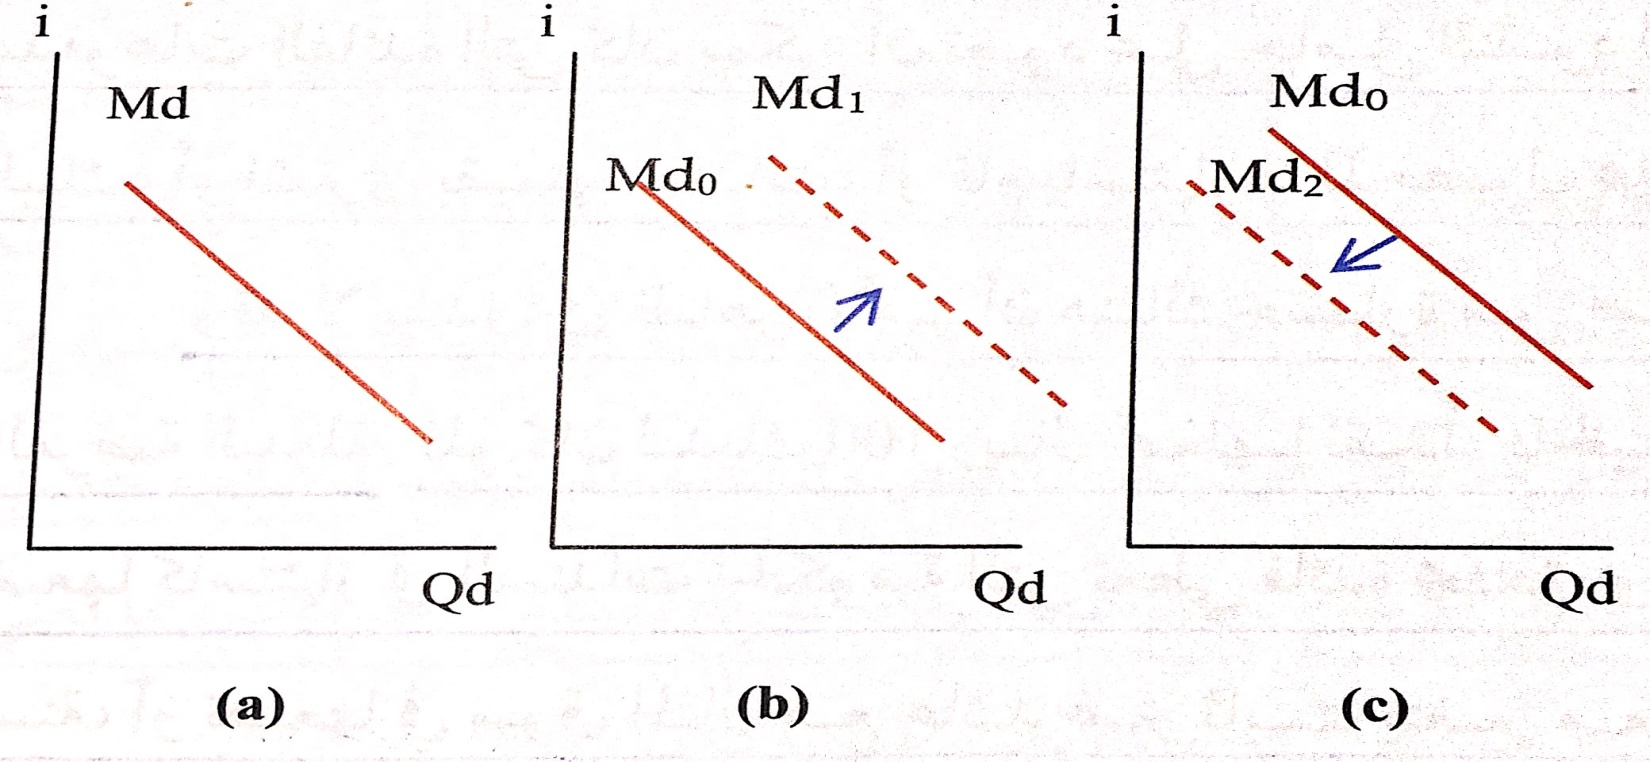 i i i
Md Md₁ Md₀
Md₀ Md₂
Qd Qd Qd
(a) (b) (c)